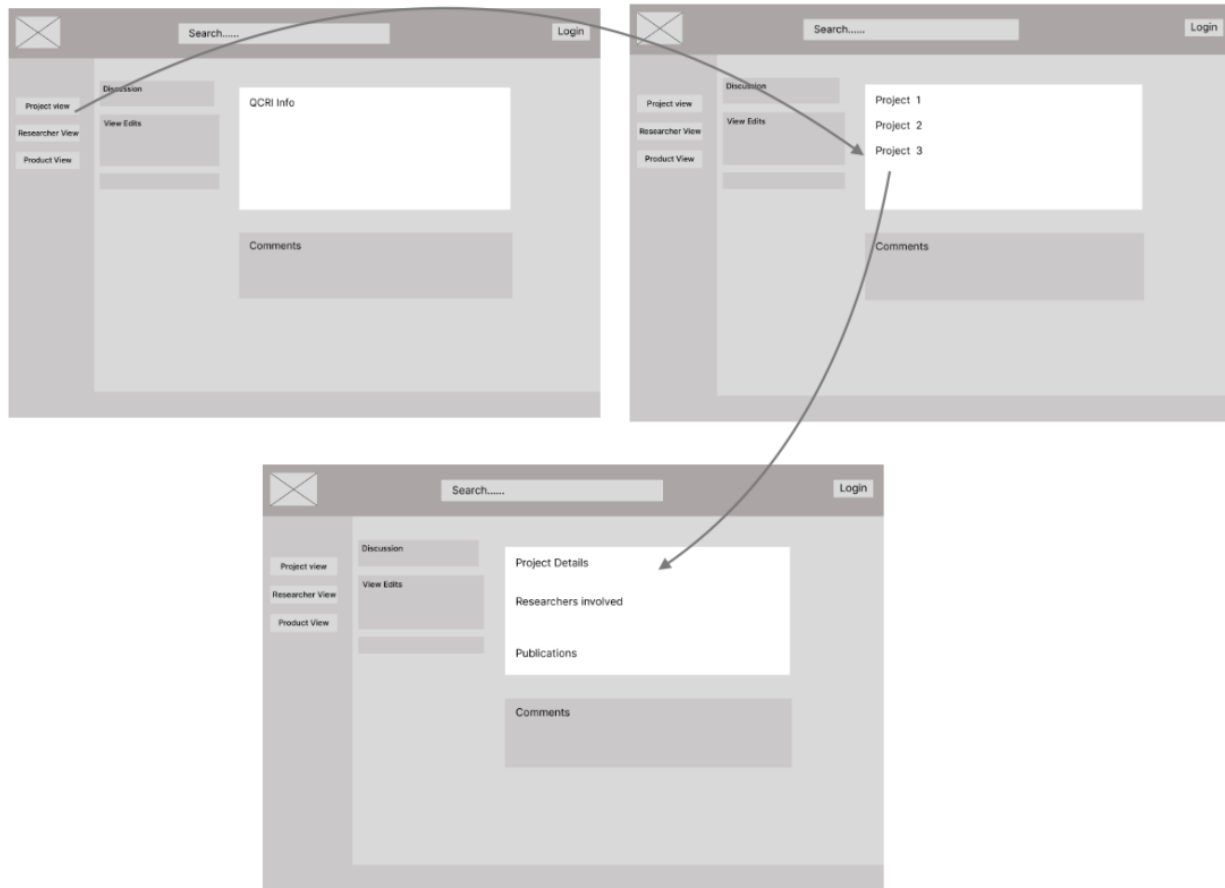 Search......
Login
Project view
Researcher View
Product View
Discussion
View Edits
QCRI Info
Comments
Search......
Login
Project view
Researcher View
Product View
Discussion
View Edits
Project 1
Project 2
Project 3
Comments
Search......
Login
Project view
Researcher View
Product View
Discussion
View Edits
Project Details
Researchers involved
Publications
Comments